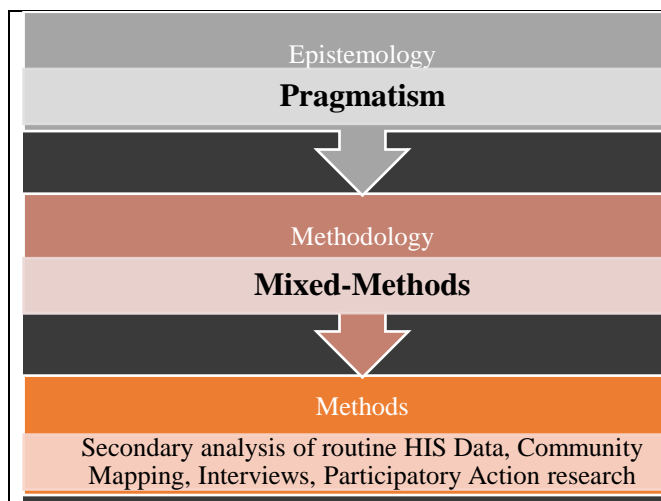 Epistemology
Pragmatism
Methodology
Mixed-Methods
Methods
Secondary analysis of routine HIS Data, Community
Mapping, Interviews, Participatory Action research